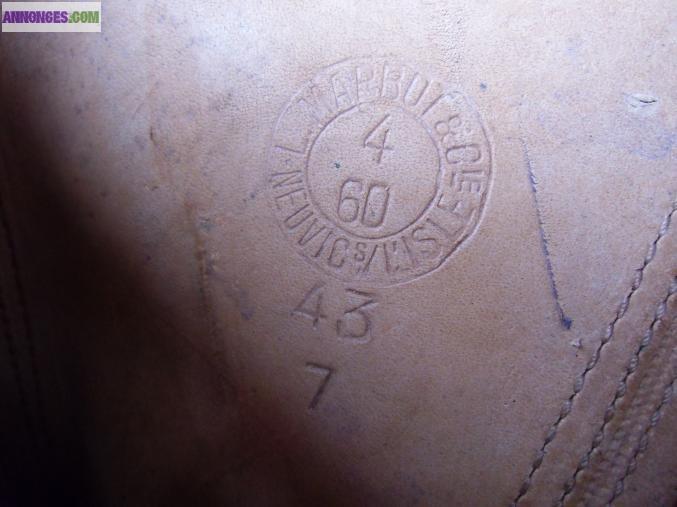 ANNONCES.COM
L. MARBOT & CIE
4
60
NEUVIC S/ L'ISLE
43
7